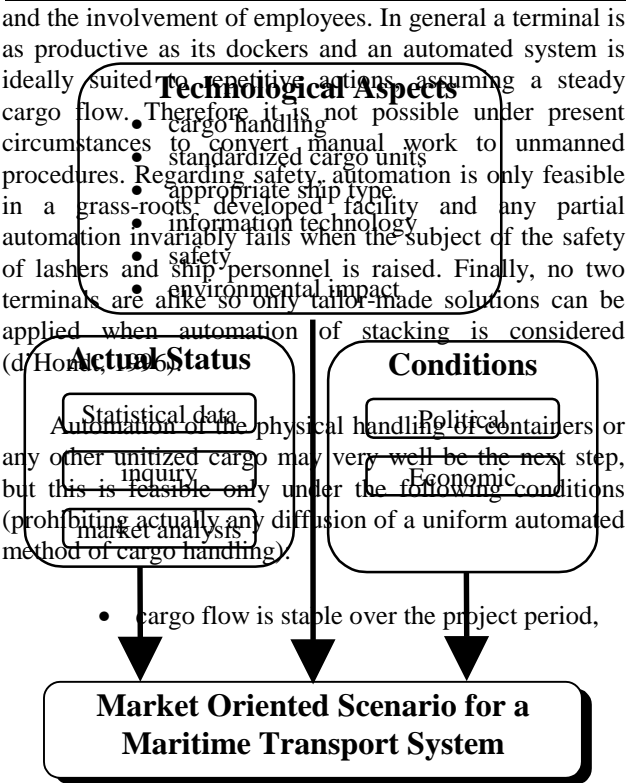 and the involvement of employees. In general a terminal is
as productive as its dockers and an automated system is
ideally suited to repetitive actions, assuming a steady
cargo flow. Therefore it is not possible under present
circumstances to convert manual work to unmanned
procedures. Regarding safety, automation is only feasible
in a grass-roots developed facility and any partial
automation invariably fails when the subject of the safety
of lashers and ship personnel is raised. Finally, no two
terminals are alike so only tailor-made solutions can be
applied when automation of stacking is considered
(d'Hondt, 1996).
Automation of the physical handling of containers or
any other unitized cargo may very well be the next step,
but this is feasible only under the following conditions
(prohibiting actually any diffusion of a uniform automated
method of cargo handling):
• cargo flow is stable over the project period,
Technological Aspects
• cargo handling
• standardized cargo units
• appropriate ship type
• information technology
• safety
• environmental impact
Actual Status
Statistical data
inquiry
market analysis
Conditions
Political
Economic
Market Oriented Scenario for a
Maritime Transport System